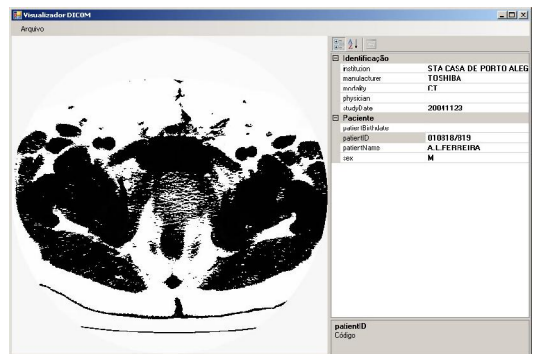 Visualizador DICOM
Arquivo
Identificação
institution
STA CASA DE PORTO ALEG
manufacturer
TOSHIBA
modality
CT
physician
studyDate
20041123
Paciente
patientBirthdate
patientID
010818/819
patientName
A.L.FERREIRA
sex
M
patientID
Código